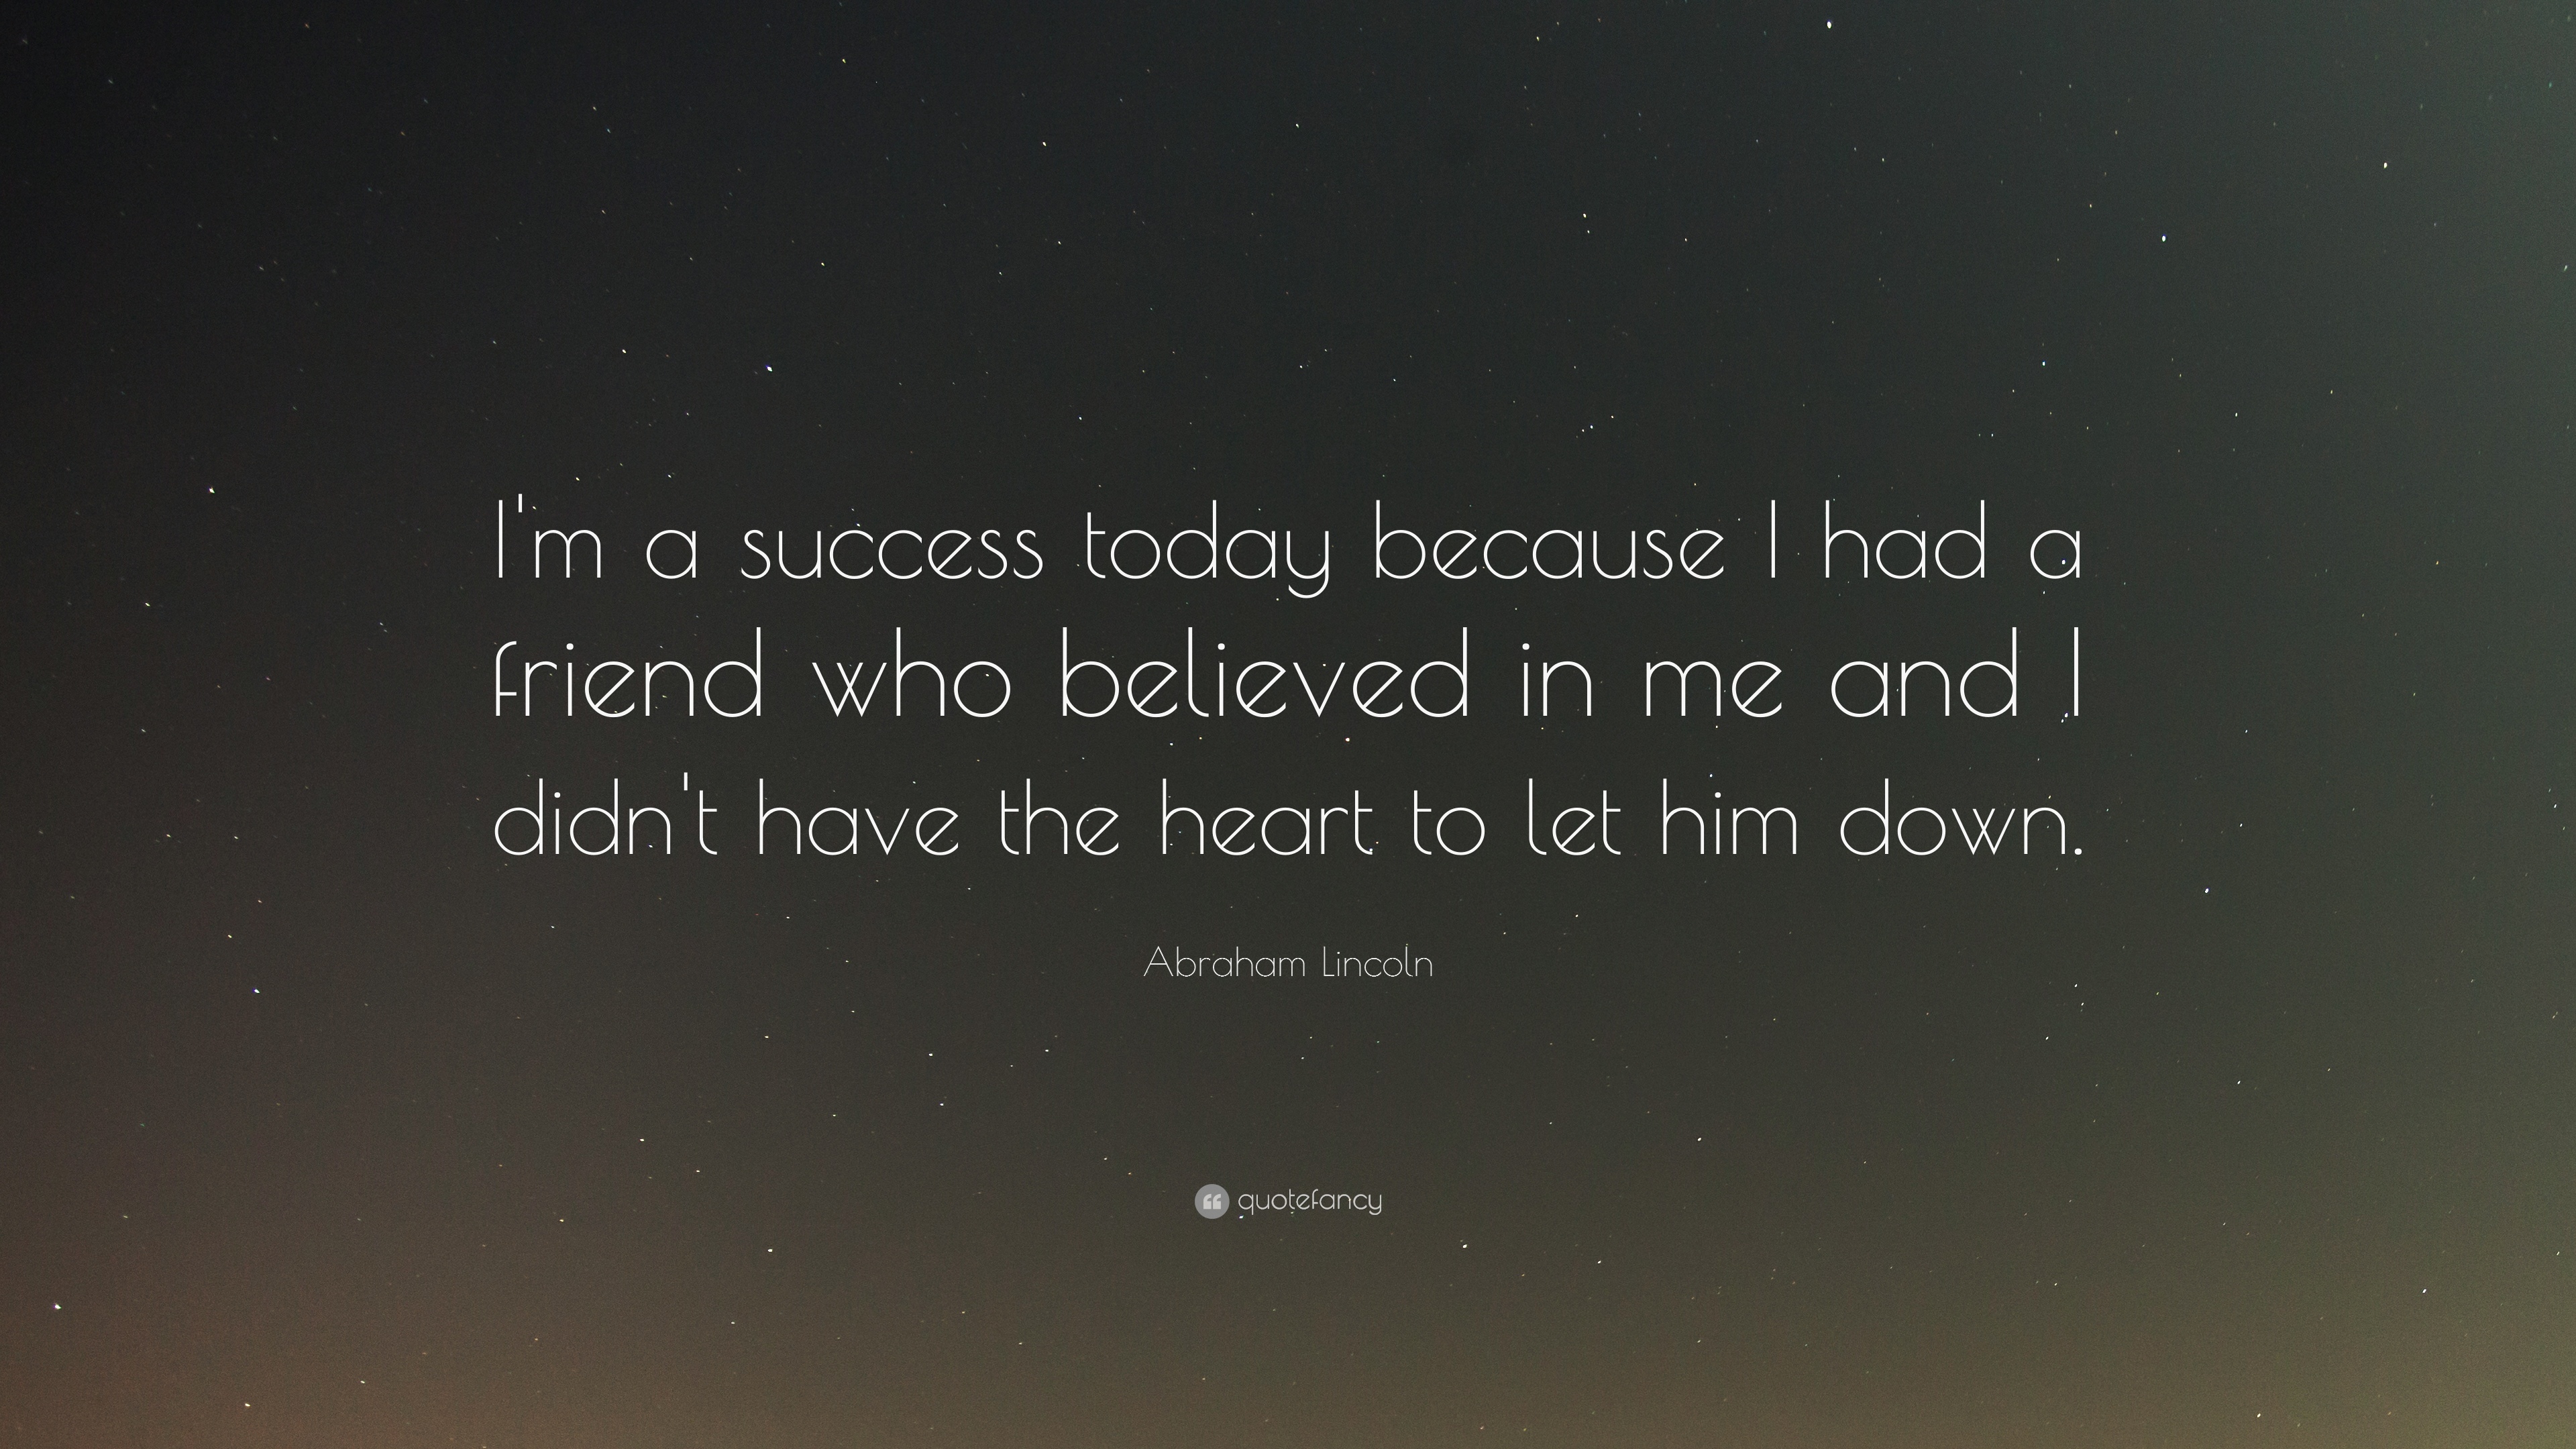 I'm a success today because I had a
friend who believed in me and I
didn't have the heart to let him down.
Abraham Lincoln
quotefancy